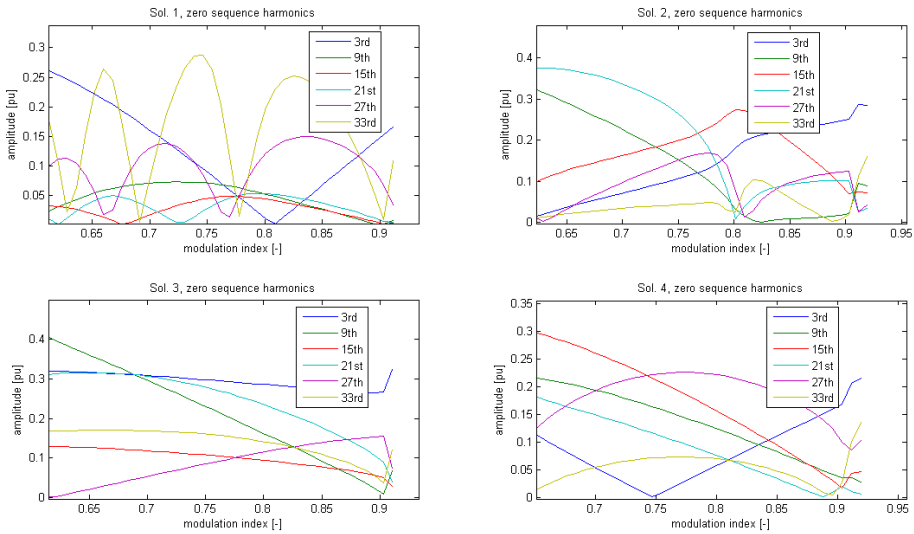 Sol. 1, zero sequence harmonics
amplitude [pu]
0.3
0.25
0.2
0.15
0.1
0.05
3rd
9th
15th
21st
27th
33rd
0.65 0.7 0.75 0.8 0.85 0.9
modulation index [-]
Sol. 2, zero sequence harmonics
amplitude [pu]
0.4
0.3
0.2
0.1
0
3rd
9th
15th
21st
27th
33rd
0.65 0.7 0.75 0.8 0.85 0.9 0.95
modulation index [-]
Sol. 3, zero sequence harmonics
amplitude [pu]
0.4
0.3
0.2
0.1
0
3rd
9th
15th
21st
27th
33rd
0.65 0.7 0.75 0.8 0.85 0.9
modulation index [-]
Sol. 4, zero sequence harmonics
amplitude [pu]
0.35
0.3
0.25
0.2
0.15
0.1
0.05
0
3rd
9th
15th
21st
27th
33rd
0.7 0.75 0.8 0.85 0.9 0.95
modulation index [-]